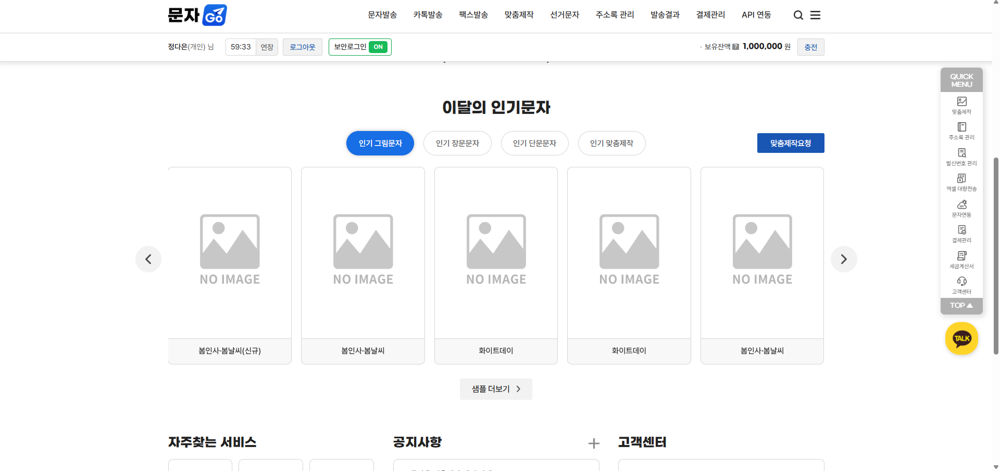 문자 GO
문자발송 카톡발송 팩스발송 맞춤제작 선거문자 주소록 관리 발송결과 결제관리 API 연동
정다은(개인) 님 59:33 연장 로그아웃 보안로그인 ON
보유잔액 ? 1,000,000 원 충전
이달의 인기문자
인기 그림문자 인기 장문문자 인기 단문문자 인기 맞춤제작 맞춤제작요청
NO IMAGE NO IMAGE NO IMAGE NO IMAGE NO IMAGE
봄인사·봄날씨(신규) 봄인사·봄날씨 화이트데이 화이트데이 봄인사·봄날씨
샘플 더보기
자주찾는 서비스 공지사항 고객센터
QUICK
MENU
맞춤제작
주소록 관리
발신번호 관리
엑셀 대량전송
API
문자연동
결제관리
세금계산서
고객센터
TOP
TALK